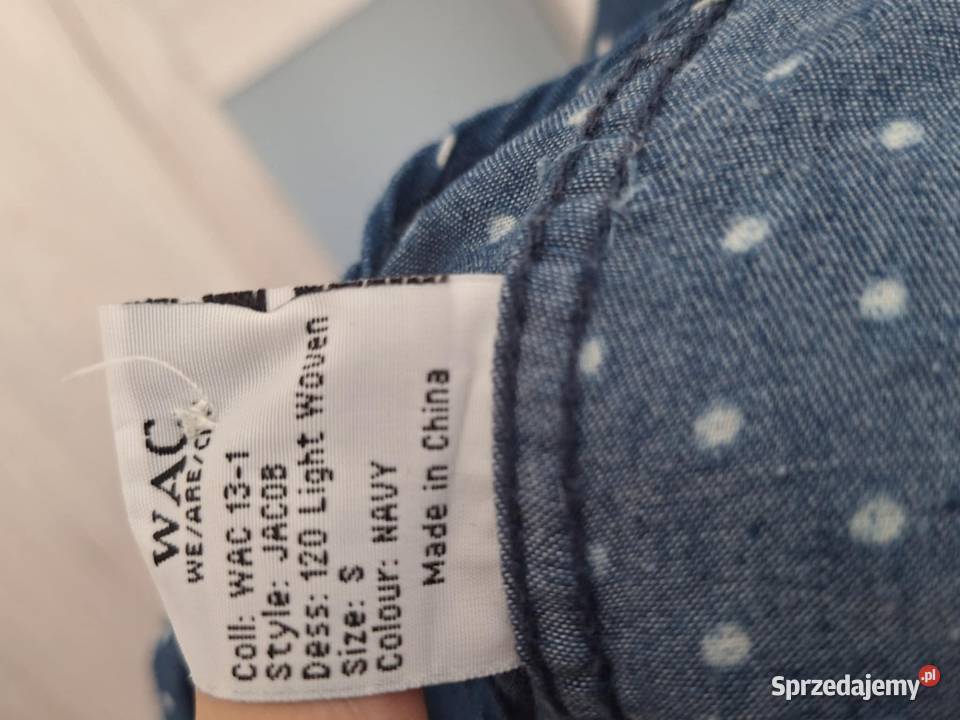 WAC
WE/ARE/
Coll: WAC 13-1
Style: JACOB
Dess: 120 Light Woven
Size: S
Colour: NAVY
Made in China
Sprzedajemy.pl